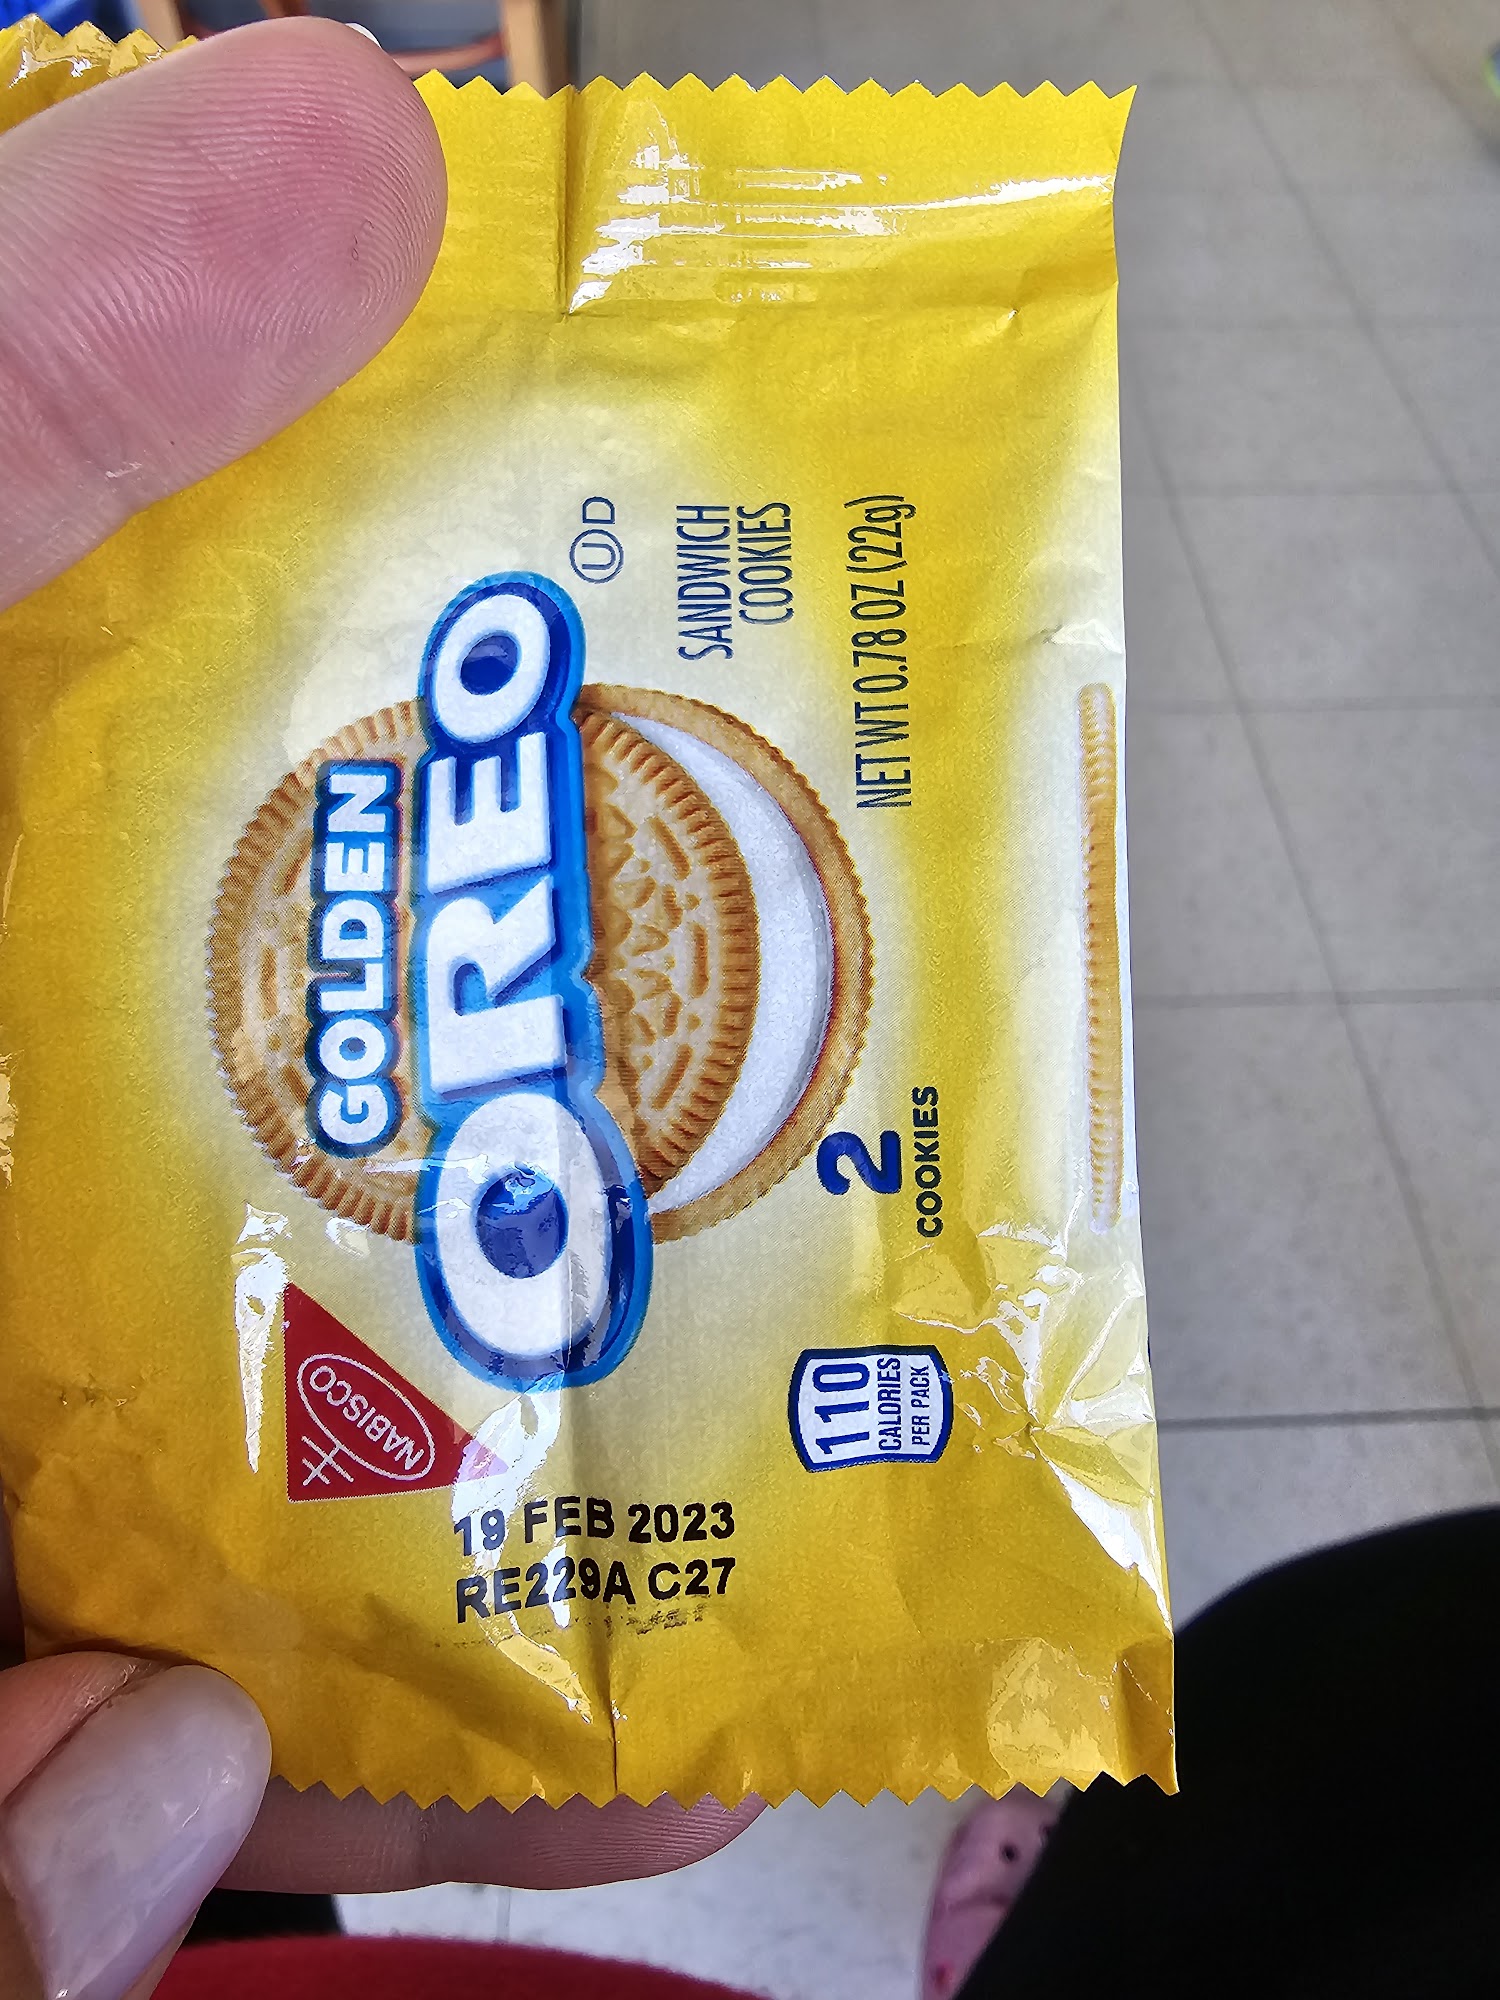 NABISCO
GOLDEN
OREO
U D
SANDWICH
COOKIES
2
COOKIES
NET WT 0.78 OZ (22g)
110
CALORIES
PER PACK
19 FEB 2023
RE229A C27